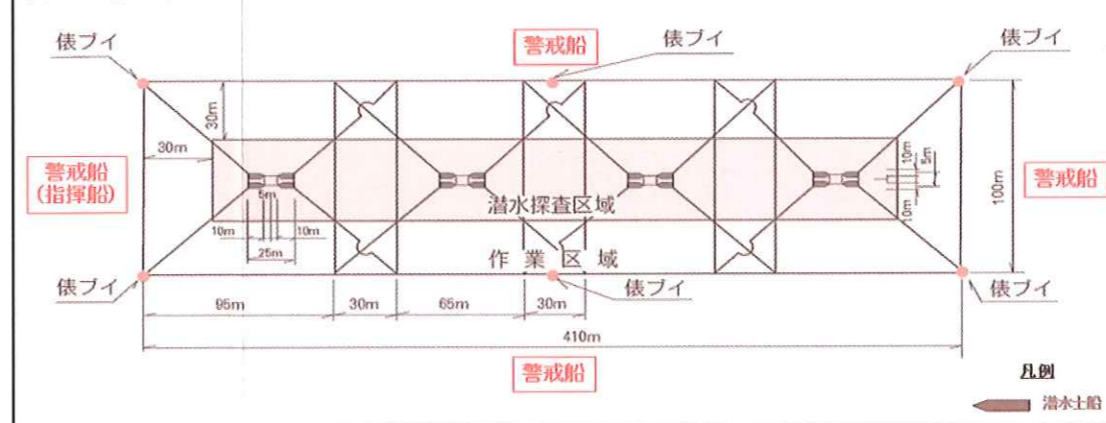 俵ブイ
警戒船
俵ブイ
俵ブイ
30m
30m
警戒船
(指揮船)
10m
5m
10m
100m
警戒船
5m
潜水探査区域
10m
10m
25m
作業区域
俵ブイ
俵ブイ
俵ブイ
95m
30m
65m
30m
410m
警戒船
凡例
潜水士船